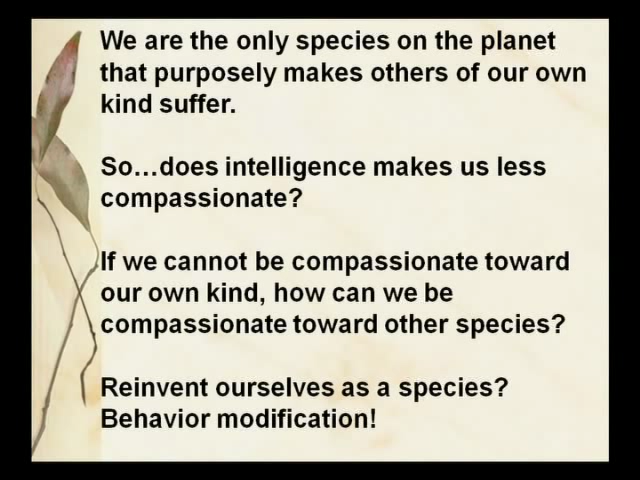 We are the only species on the planet
that purposely makes others of our own
kind suffer.
So…does intelligence makes us less
compassionate?
If we cannot be compassionate toward
our own kind, how can we be
compassionate toward other species?
Reinvent ourselves as a species?
Behavior modification!